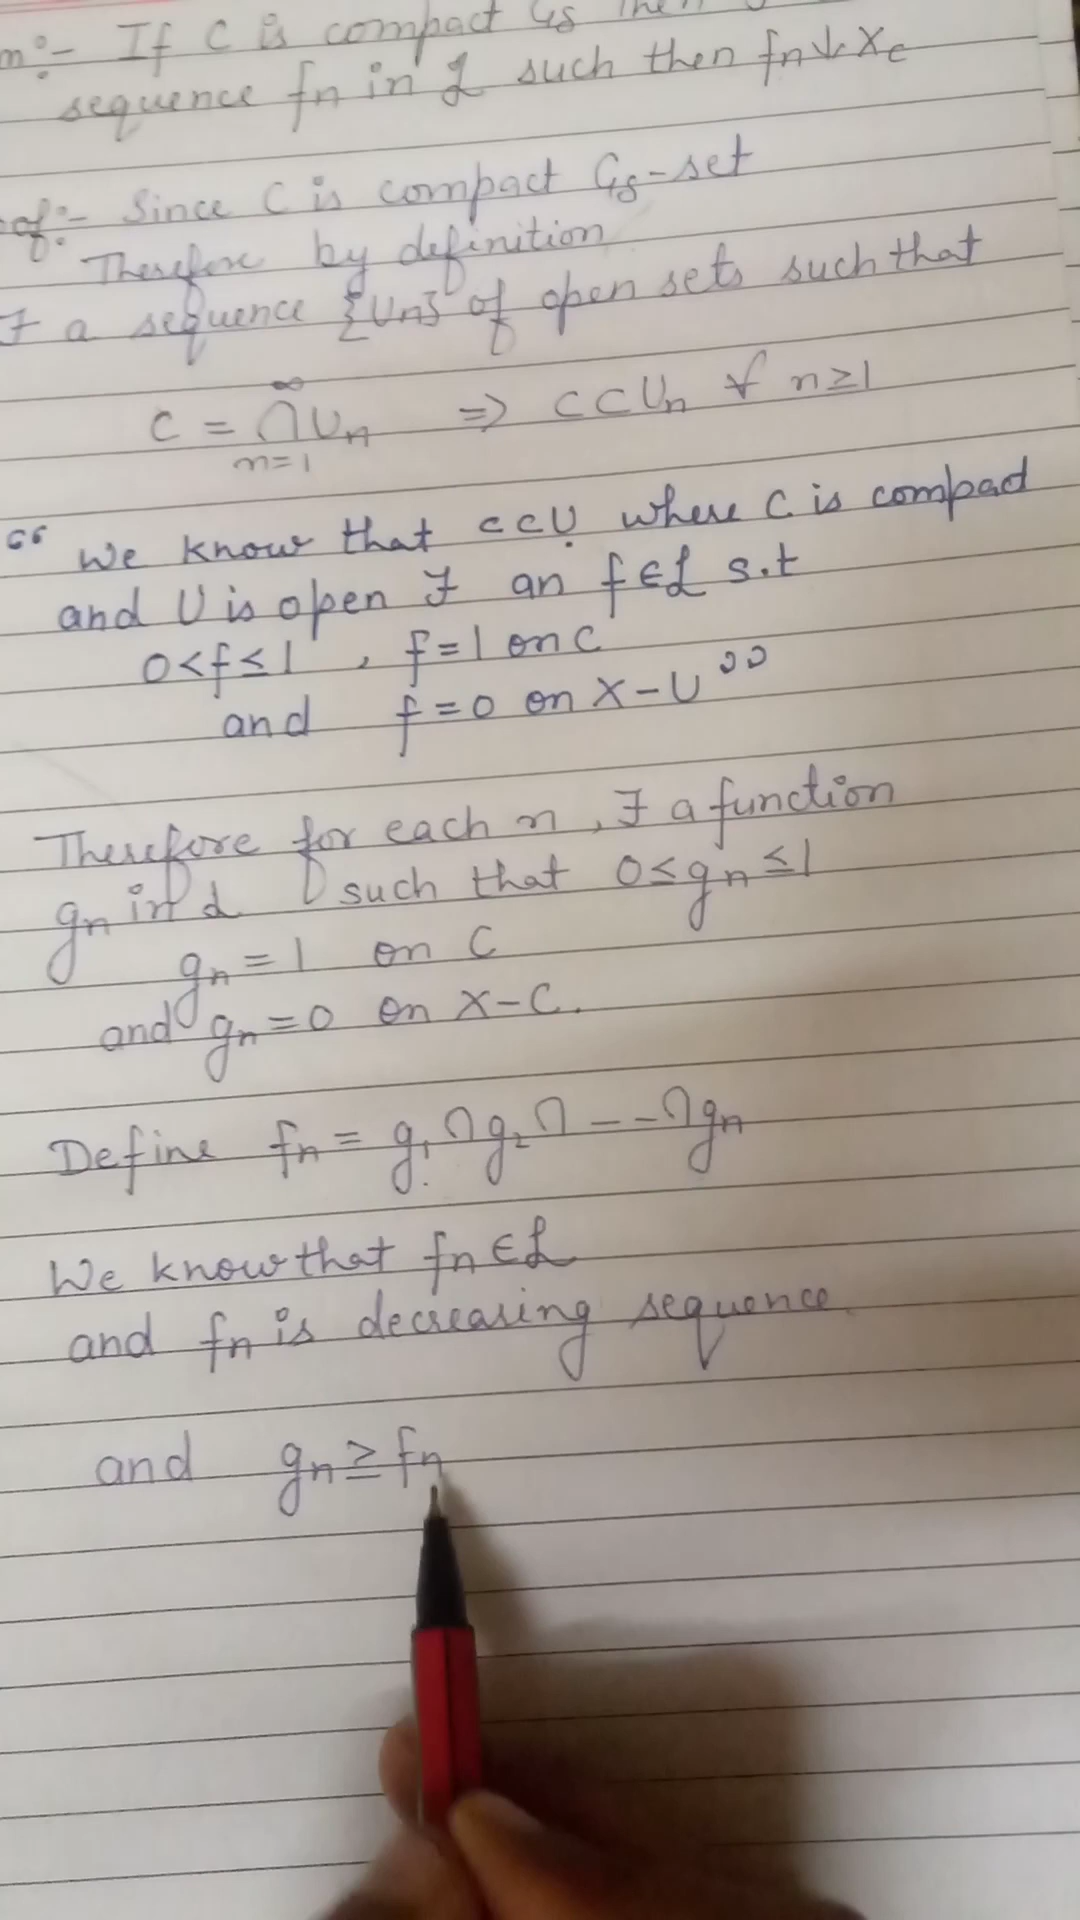 m:- If C is compact Gδ then
sequence fn in ℒ such then fn ↓ χc
of:- Since C is compact Gδ-set
Therefore by definition
∃ a sequence {Un} of open sets such that
C = ∞∩n=1 Un ⇒ C⊂Un ∀ n≥1
“ We know that C⊂U where C is compad
and U is open ∃ an f∈ℒ s.t
0<f≤1 , f=1 on C
and f=0 on X-U ”
Therefore for each n, ∃ a function
gn in ℒ such that 0≤gn≤1
gn=1 on C
and gn=0 on X-C.
Define fn = g1 ∩ g2 ∩ --- ∩ gn
We know that fn∈ℒ
and fn is decreasing sequence.
and gn ≥ fn